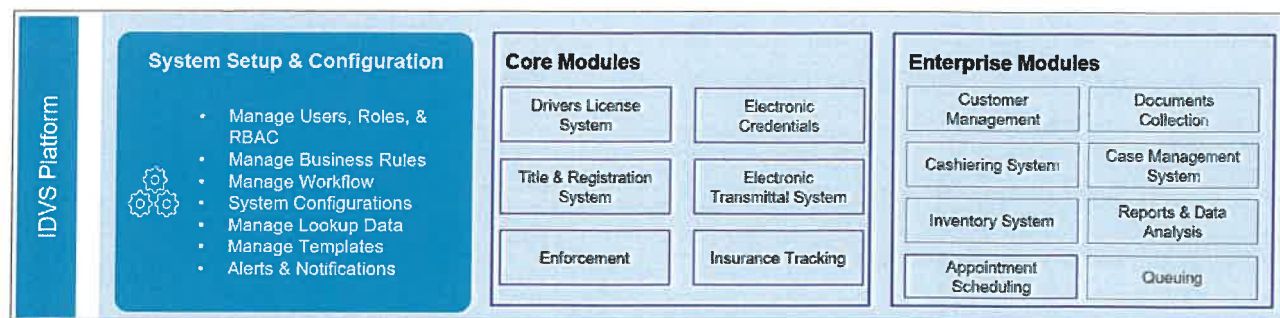 IDVS Platform
System Setup & Configuration
• Manage Users, Roles, &
RBAC
• Manage Business Rules
• Manage Workflow
• System Configurations
• Manage Lookup Data
• Manage Templates
• Alerts & Notifications
Core Modules
Drivers License
System
Electronic
Credentials
Title & Registration
System
Electronic
Transmittal System
Enforcement
Insurance Tracking
Enterprise Modules
Customer
Management
Documents
Collection
Cashiering System
Case Management
System
Inventory System
Reports & Data
Analysis
Appointment
Scheduling
Queuing